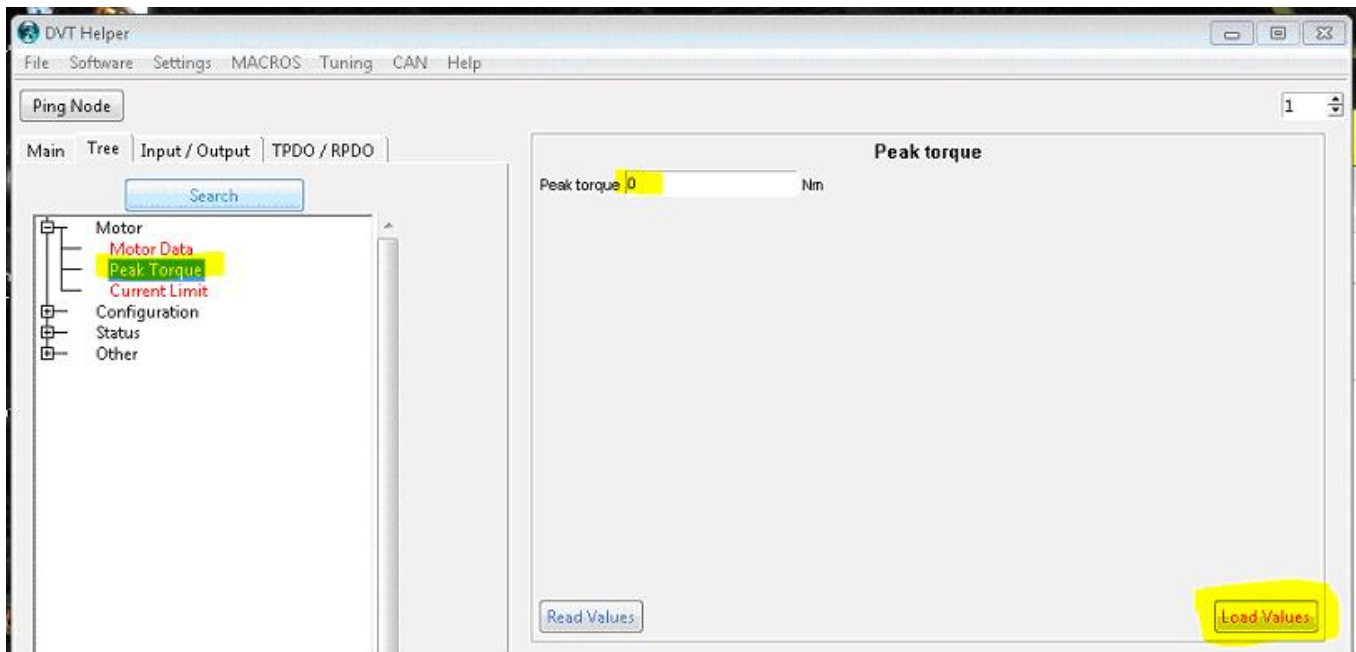 DVT Helper
File Software Settings MACROS Tuning CAN Help
Ping Node
1
Main Tree Input / Output TPDO / RPDO
Search
Motor
Motor Data
Peak Torque
Current Limit
Configuration
Status
Other
Peak torque
Peak torque 0 Nm
Read Values
Load Values